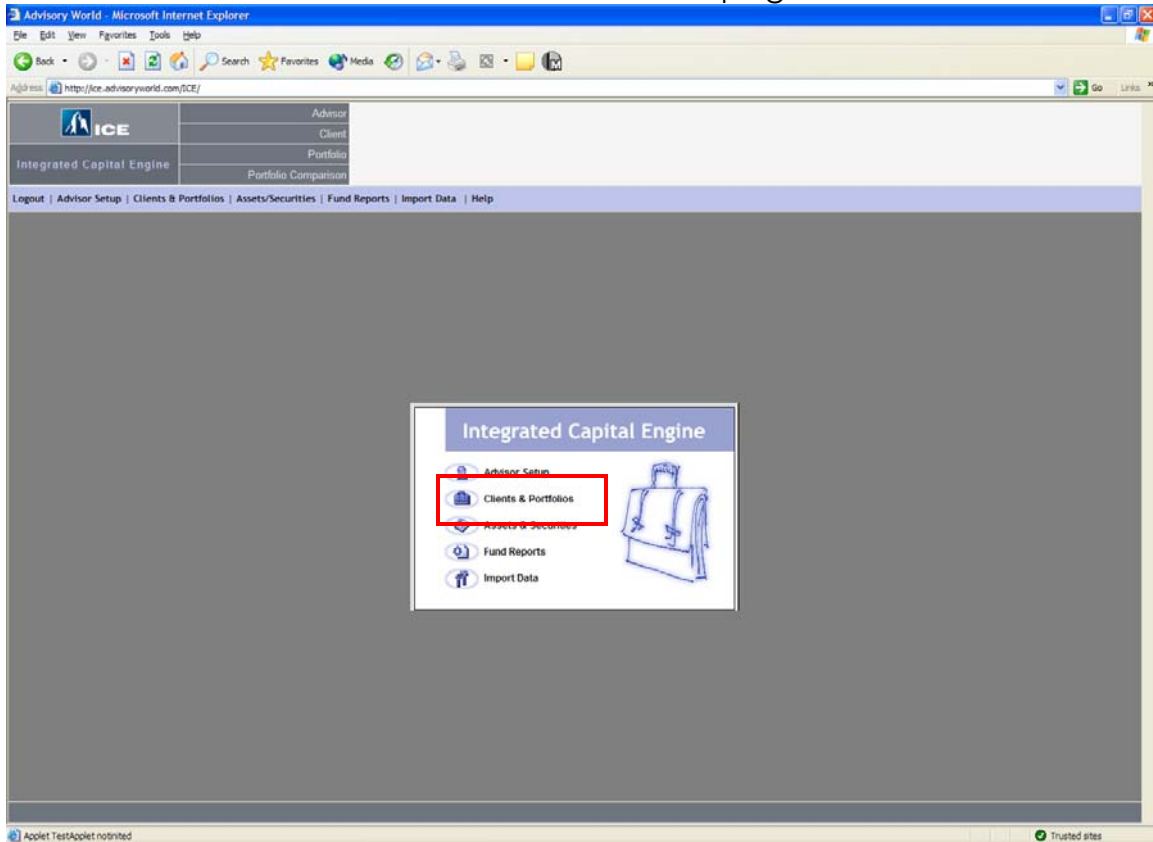 Advisory World - Microsoft Internet Explorer
File Edit View Favorites Tools Help
Back Search Favorites Media
Address http://ice.advisoryworld.com/ICE/ Go Links »
ICE
Integrated Capital Engine
Advisor
Client
Portfolio
Portfolio Comparison
Logout | Advisor Setup | Clients & Portfolios | Assets/Securities | Fund Reports | Import Data | Help
Integrated Capital Engine
Advisor Setup
Clients & Portfolios
Assets & Securities
Fund Reports
Import Data
Applet TestApplet notinited Trusted sites